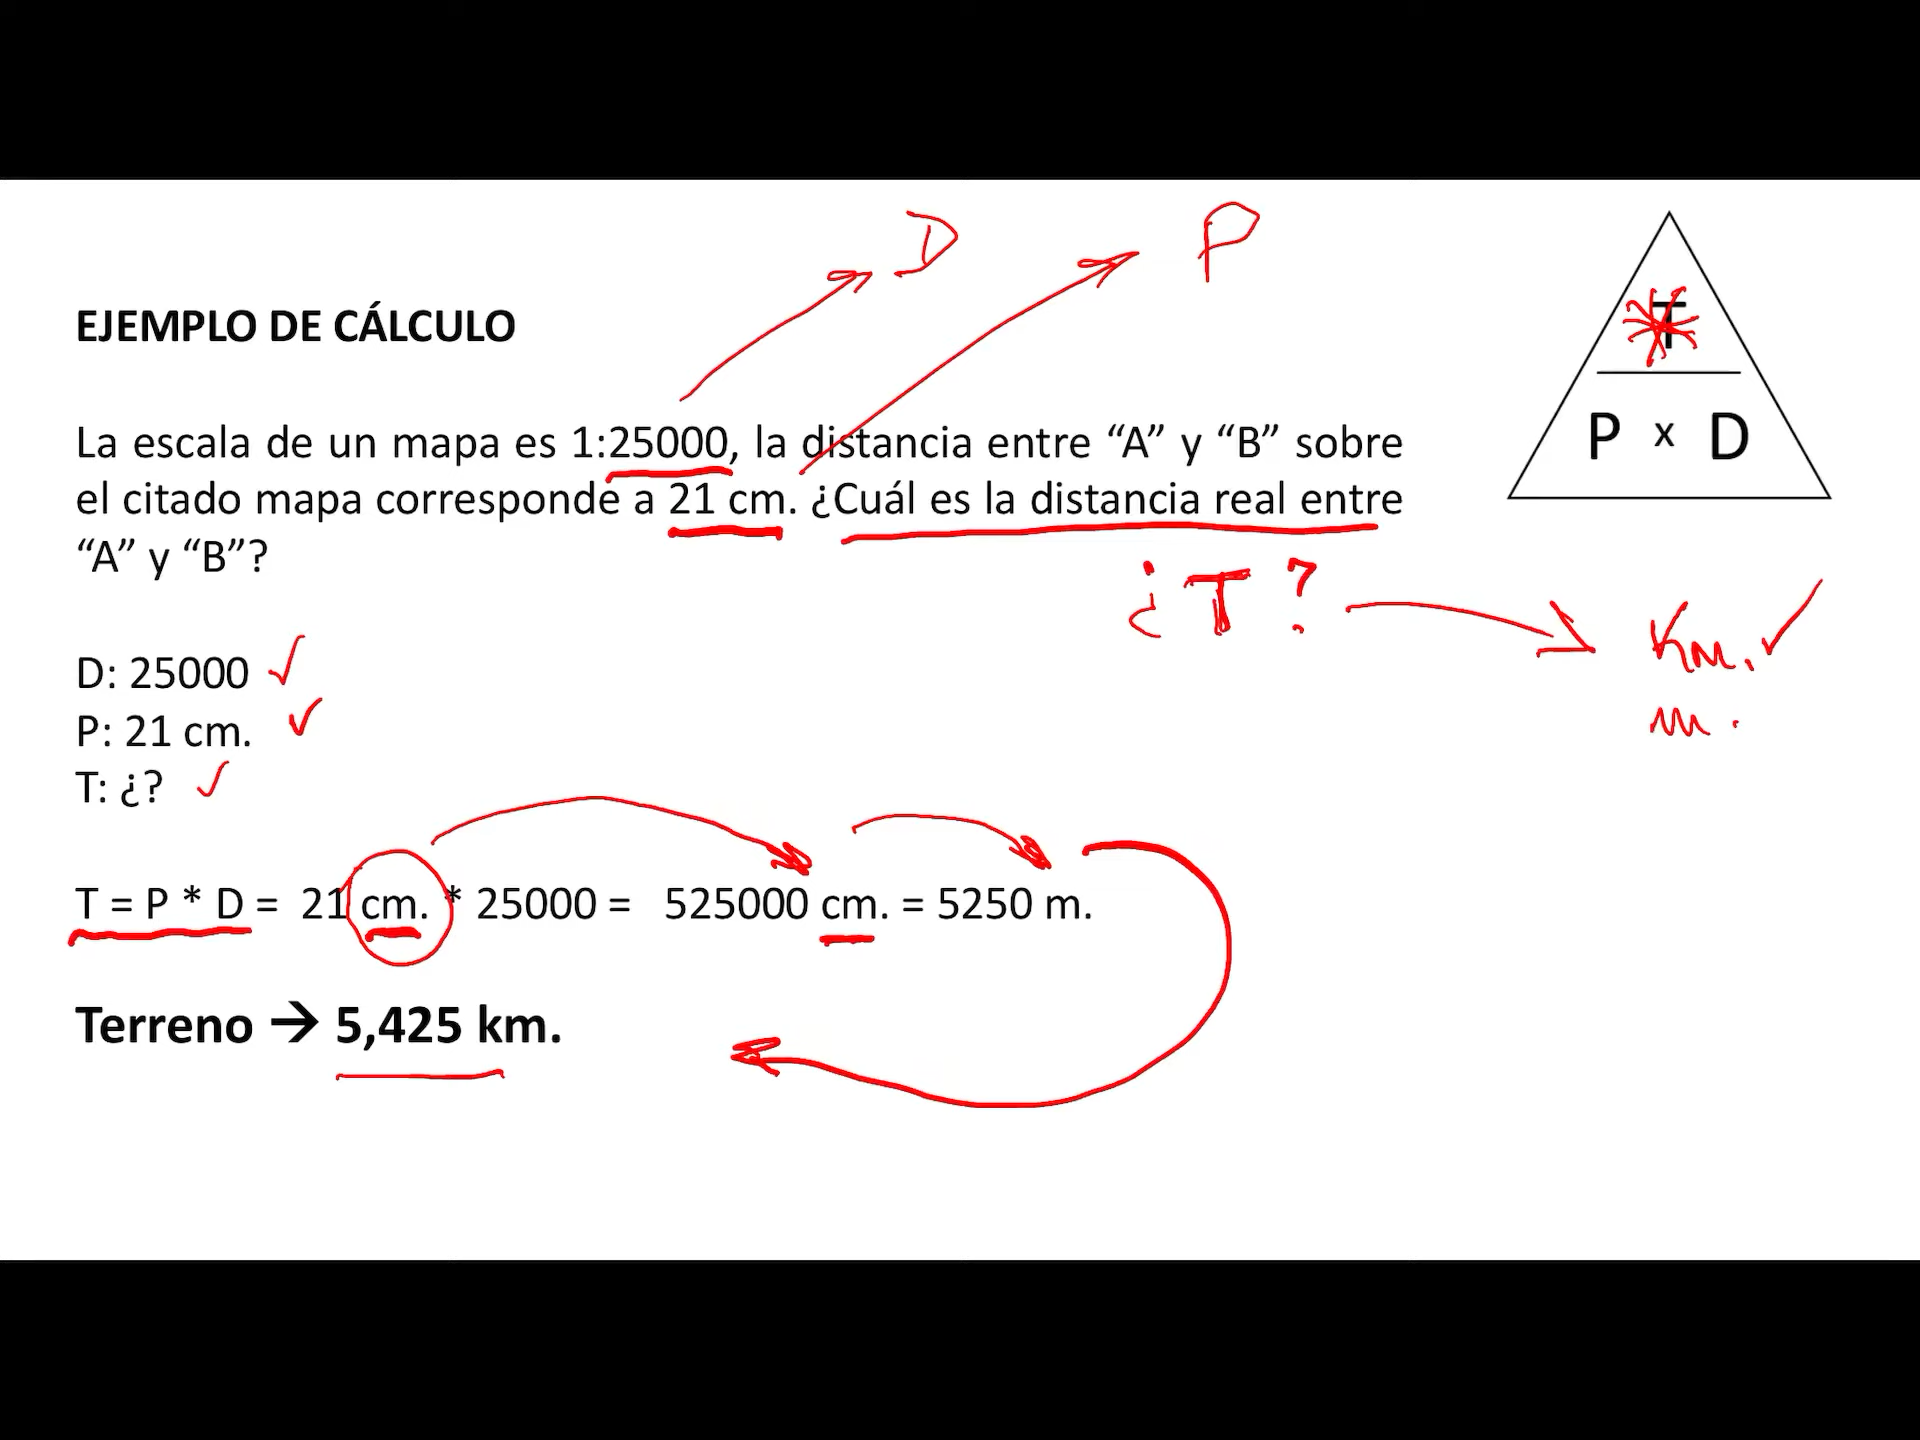 D
P
EJEMPLO DE CÁLCULO
T
P x D
La escala de un mapa es 1:25000, la distancia entre “A” y “B” sobre
el citado mapa corresponde a 21 cm. ¿Cuál es la distancia real entre
“A” y “B”?
¿T?
Km.
m.
D: 25000
P: 21 cm.
T: ¿?
T = P * D = 21 cm. * 25000 = 525000 cm. = 5250 m.
Terreno → 5,425 km.